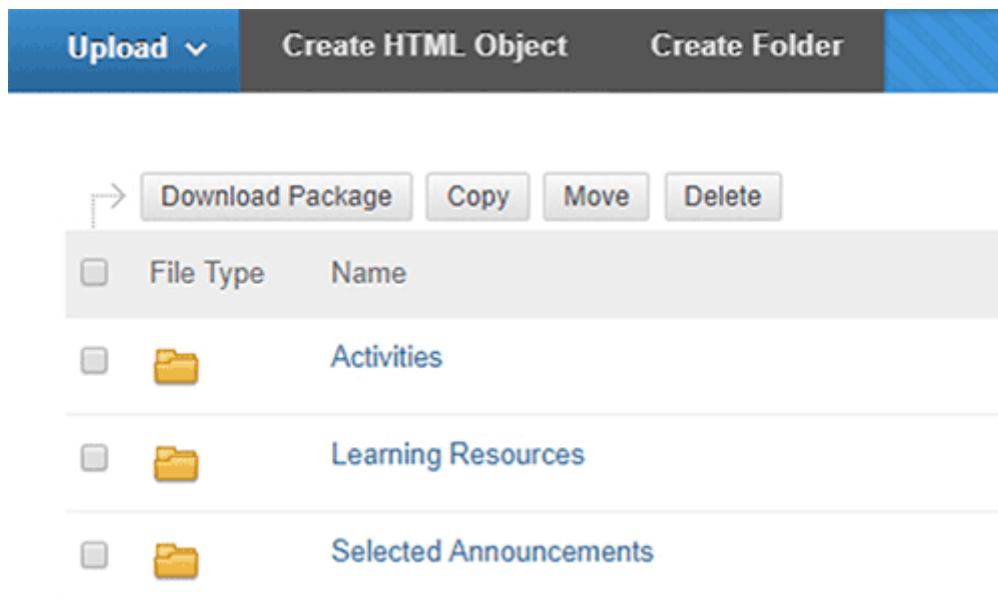 Upload Create HTML Object Create Folder
Download Package Copy Move Delete
File Type Name
Activities
Learning Resources
Selected Announcements